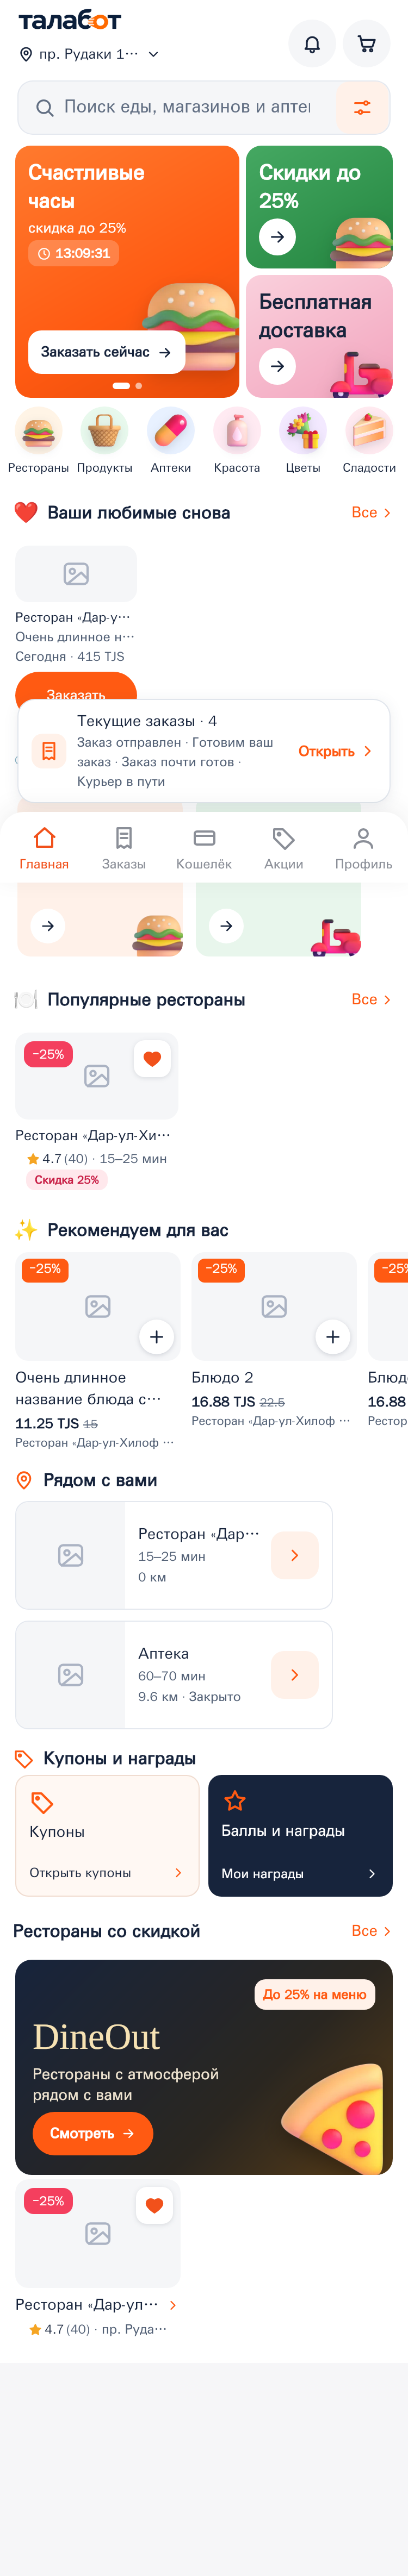 талабот
пр. Рудаки 1···
Поиск еды, магазинов и апте
Счастливые
часы
скидка до 25%
13:09:31
Заказать сейчас
Скидки до
25%
Бесплатная
доставка
Рестораны
Продукты
Аптеки
Красота
Цветы
Сладости
Ваши любимые снова
Все
Ресторан «Дар-у···
Очень длинное н···
Сегодня · 415 TJS
Заказать
Текущие заказы · 4
Заказ отправлен · Готовим ваш
заказ · Заказ почти готов ·
Курьер в пути
Открыть
Главная
Заказы
Кошелёк
Акции
Профиль
Популярные рестораны
Все
−25%
Ресторан «Дар-ул-Хи···
4.7 (40) · 15–25 мин
Скидка 25%
Рекомендуем для вас
−25%
−25%
−25%
Очень длинное
название блюда с···
11.25 TJS 15
Ресторан «Дар-ул-Хилоф ···
Блюдо 2
16.88 TJS 22.5
Ресторан «Дар-ул-Хилоф ···
Блюд
16.88
Рестор
Рядом с вами
Ресторан «Дар···
15–25 мин
0 км
Аптека
60–70 мин
9.6 км · Закрыто
Купоны и награды
Купоны
Открыть купоны
Баллы и награды
Мои награды
Рестораны со скидкой
Все
До 25% на меню
DineOut
Рестораны с атмосферой
рядом с вами
Смотреть
−25%
Ресторан «Дар-ул···
4.7 (40) · пр. Руда···